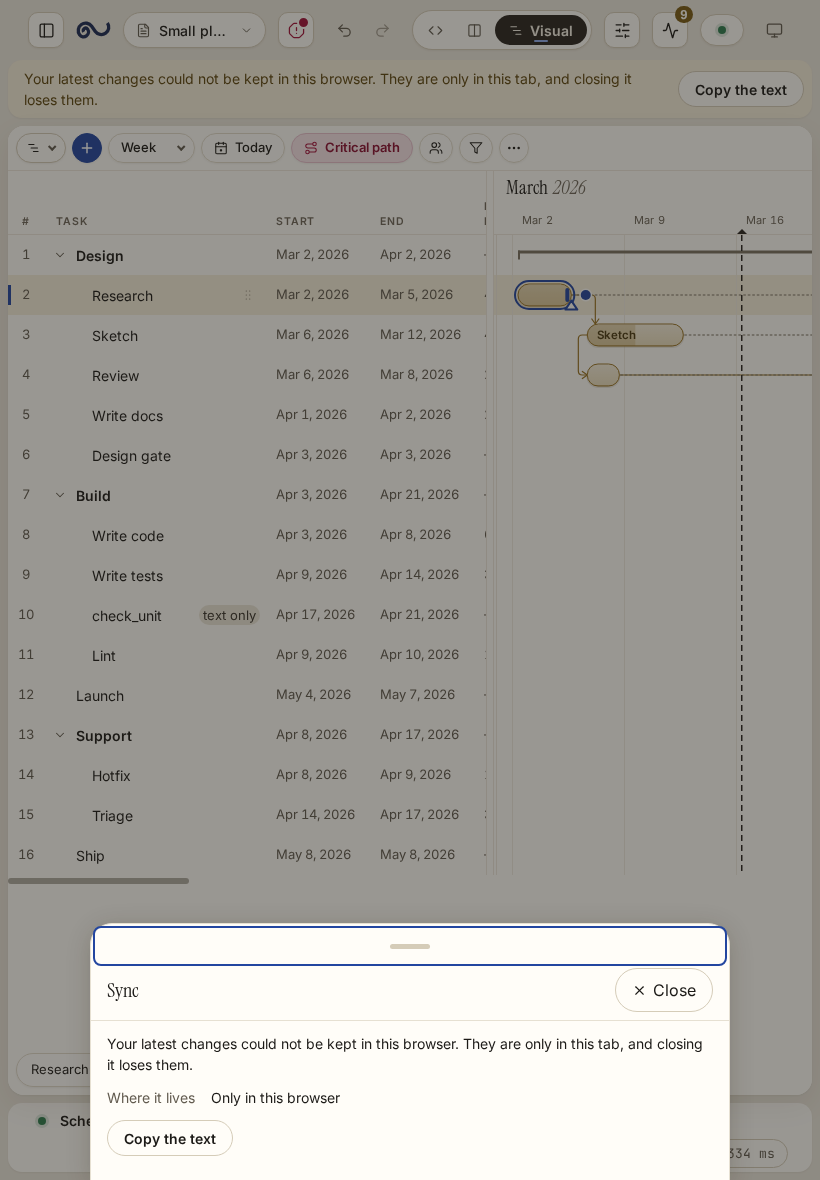 Small pl...
Visual
9
Your latest changes could not be kept in this browser. They are only in this tab, and closing it
loses them.
Copy the text
Week
Today
Critical path
March 2026
# TASK START END
Mar 2 Mar 9 Mar 16
1 Design Mar 2, 2026 Apr 2, 2026
2 Research Mar 2, 2026 Mar 5, 2026
3 Sketch Mar 6, 2026 Mar 12, 2026
Sketch
4 Review Mar 6, 2026 Mar 8, 2026
5 Write docs Apr 1, 2026 Apr 2, 2026
6 Design gate Apr 3, 2026 Apr 3, 2026
7 Build Apr 3, 2026 Apr 21, 2026
8 Write code Apr 3, 2026 Apr 8, 2026
9 Write tests Apr 9, 2026 Apr 14, 2026
10 check_unit text only Apr 17, 2026 Apr 21, 2026
11 Lint Apr 9, 2026 Apr 10, 2026
12 Launch May 4, 2026 May 7, 2026
13 Support Apr 8, 2026 Apr 17, 2026
14 Hotfix Apr 8, 2026 Apr 9, 2026
15 Triage Apr 14, 2026 Apr 17, 2026
16 Ship May 8, 2026 May 8, 2026
Sync
Close
Your latest changes could not be kept in this browser. They are only in this tab, and closing
it loses them.
Where it lives Only in this browser
Copy the text
Research
334 ms